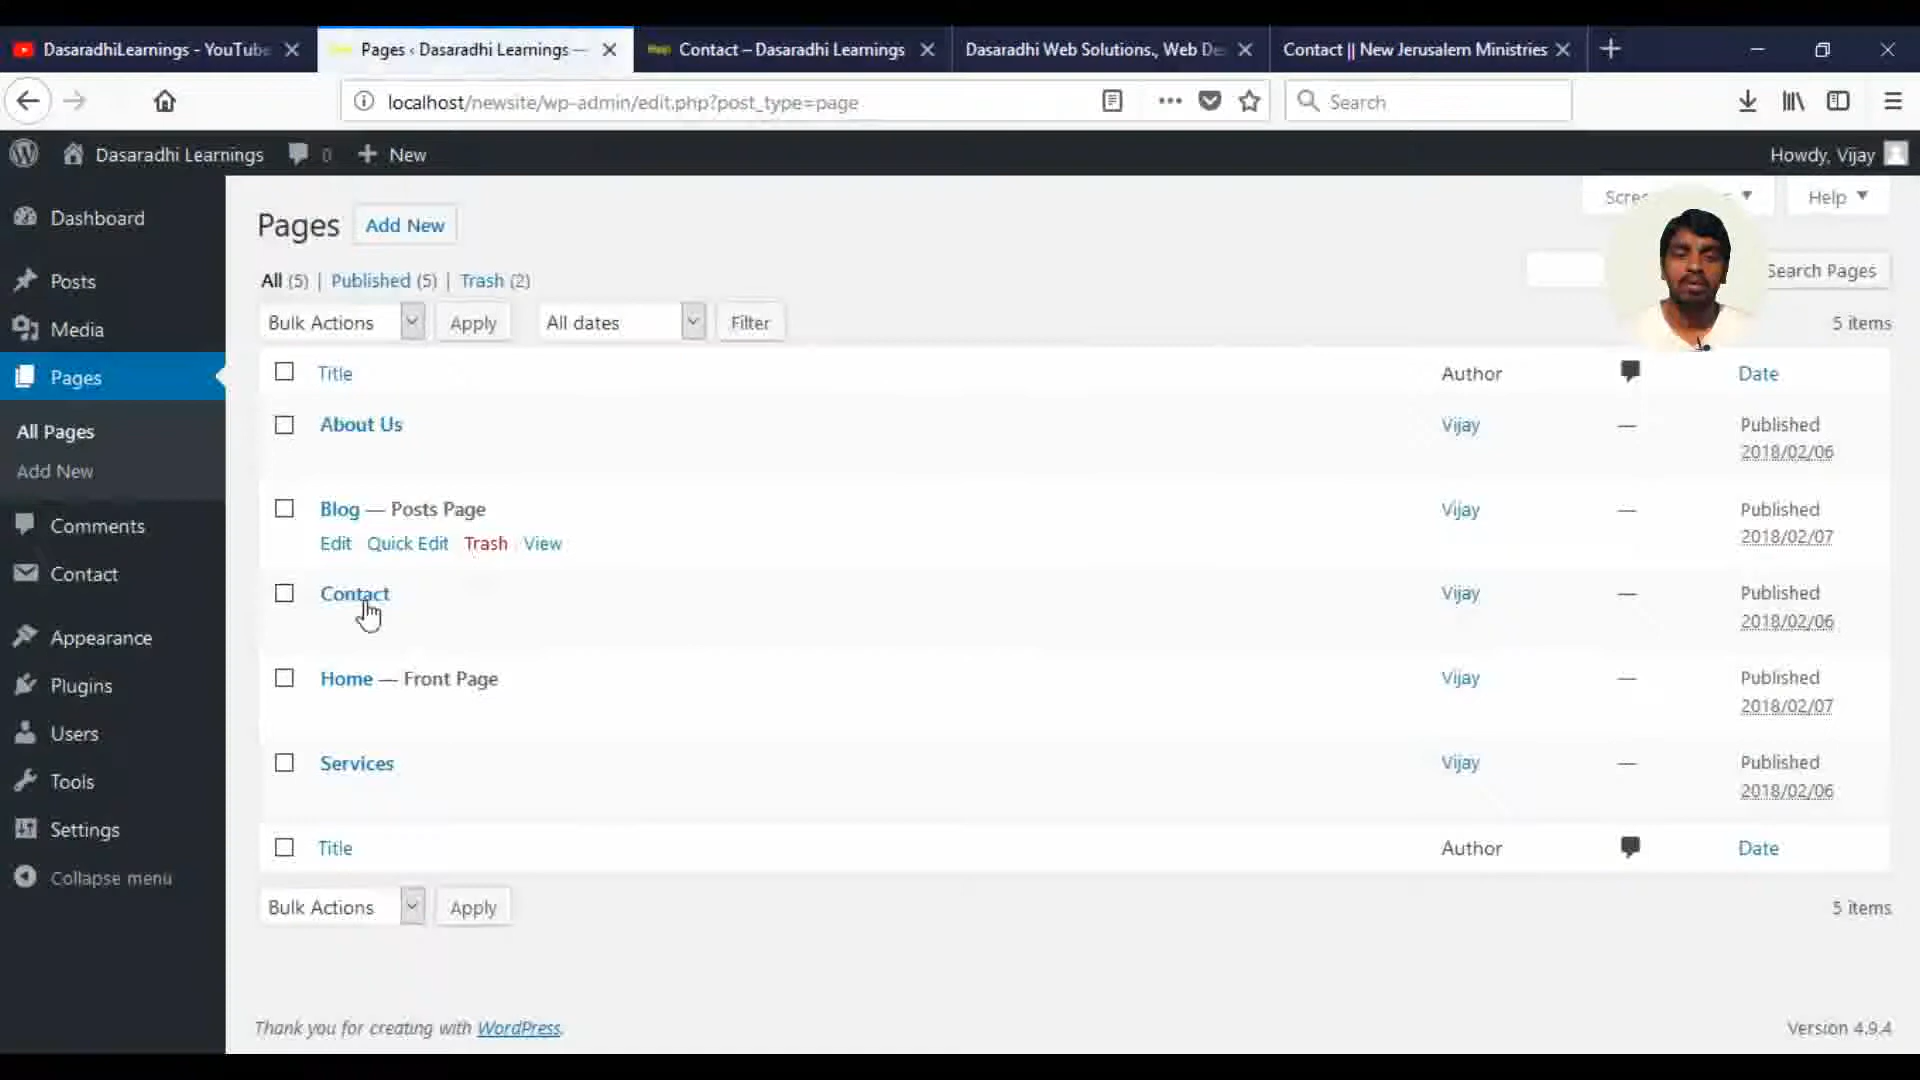 DasaradhiLearnings - YouTube
Pages ‹ Dasaradhi Learnings —
Contact – Dasaradhi Learnings
Dasaradhi Web Solutions., Web De
Contact || New Jerusalem Ministries
localhost/newsite/wp-admin/edit.php?post_type=page
Search
Dasaradhi Learnings
0
New
Howdy, Vijay
Dashboard
Posts
Media
Pages
All Pages
Add New
Comments
Contact
Appearance
Plugins
Users
Tools
Settings
Collapse menu
Help
Pages
Add New
All (5) | Published (5) | Trash (2)
Search Pages
Bulk Actions
Apply
All dates
Filter
5 items
Title
Author
Date
About Us
Vijay
—
Published
2018/02/06
Blog — Posts Page
Edit Quick Edit Trash View
Vijay
—
Published
2018/02/07
Contact
Vijay
—
Published
2018/02/06
Home — Front Page
Vijay
—
Published
2018/02/07
Services
Vijay
—
Published
2018/02/06
Title
Author
Date
Bulk Actions
Apply
5 items
Thank you for creating with WordPress.
Version 4.9.4